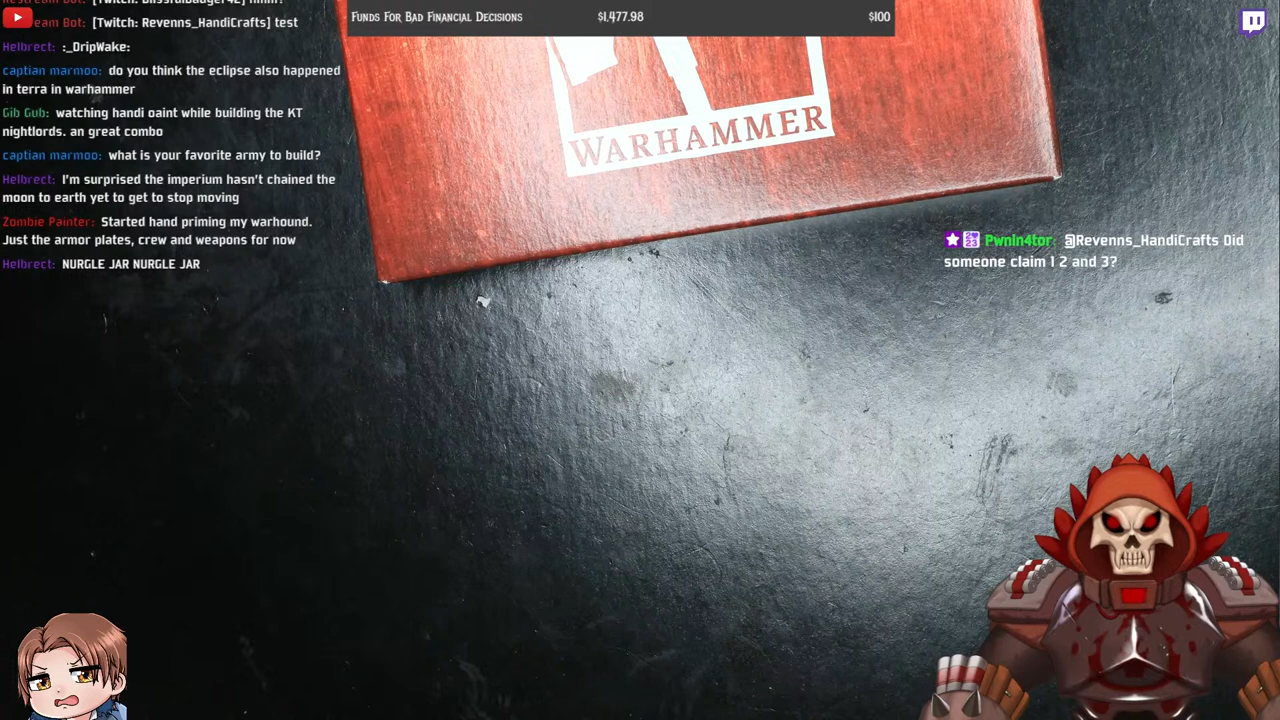 [Twitch: Revenns_HandiCrafts] test
Helbrect: :_DripWake:
captian marmoo: do you think the eclipse also happened
in terra in warhammer
Gib Gub: watching handi oaint while building the KT
nightlords. an great combo
captian marmoo: what is your favorite army to build?
Helbrect: I'm surprised the imperium hasn't chained the
moon to earth yet to get to stop moving
Zombie Painter: Started hand priming my warhound.
Just the armor plates, crew and weapons for now
Helbrect: NURGLE JAR NURGLE JAR
Funds For Bad Financial Decisions $1,477.98 $100
WARHAMMER
2023 Pwnin4tor: @Revenns_HandiCrafts Did
someone claim 1 2 and 3?